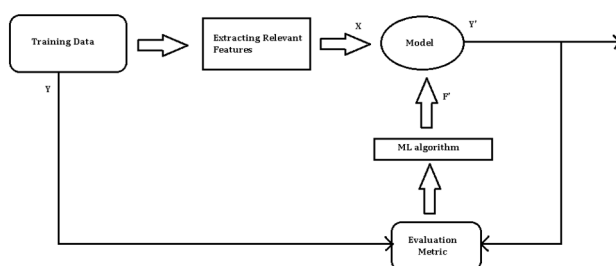 Training Data
Extracting Relevant
Features
X
Model
Y'
Y
F'
ML algorithm
Evaluation
Metric